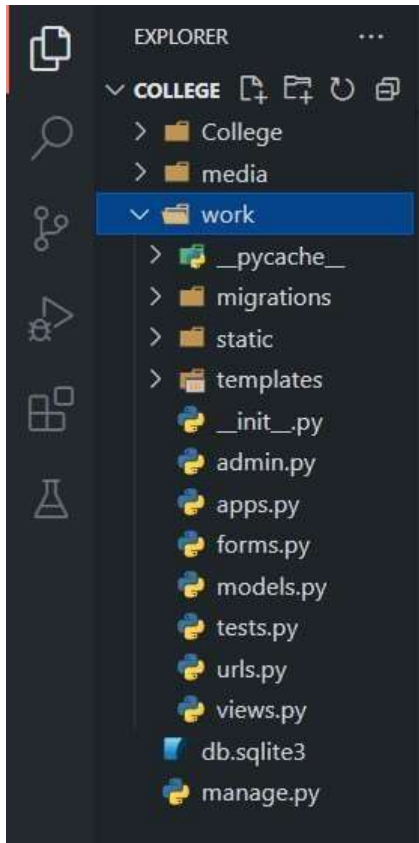 EXPLORER ...
COLLEGE
College
media
work
__pycache__
migrations
static
templates
__init__.py
admin.py
apps.py
forms.py
models.py
tests.py
urls.py
views.py
db.sqlite3
manage.py